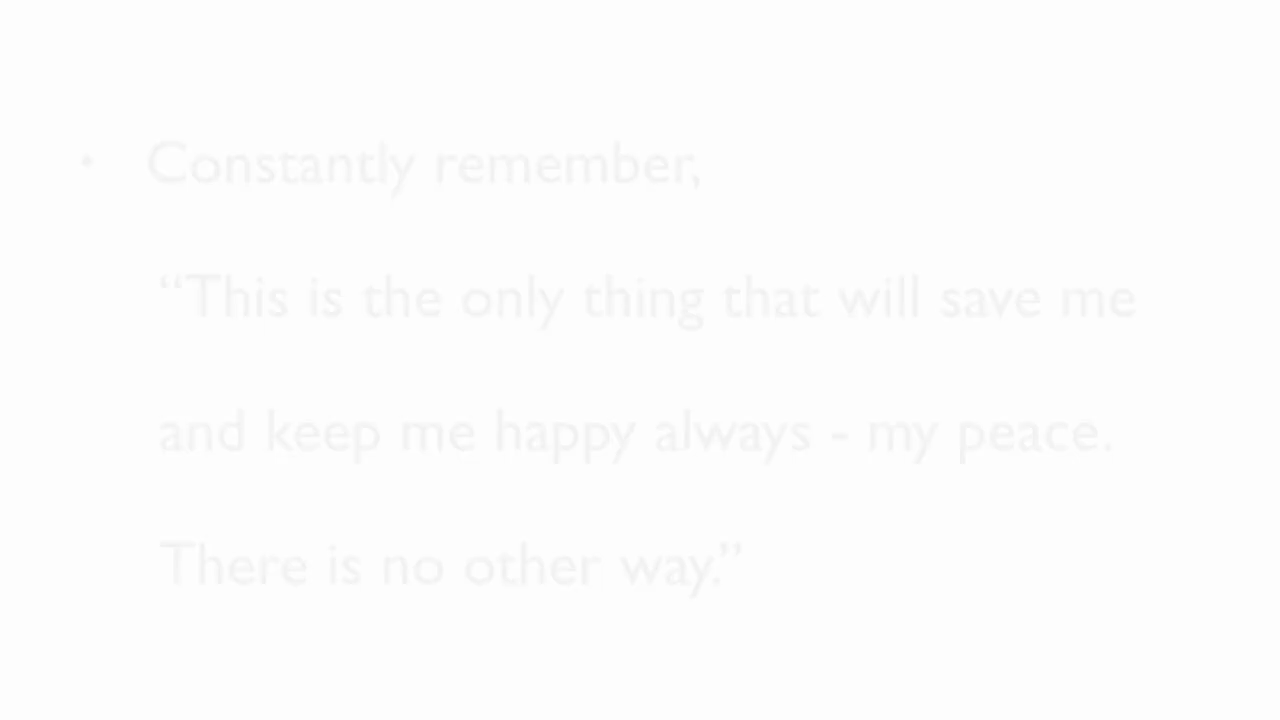 • Constantly remember,
“This is the only thing that will save me
and keep me happy always - my peace.
There is no other way.”